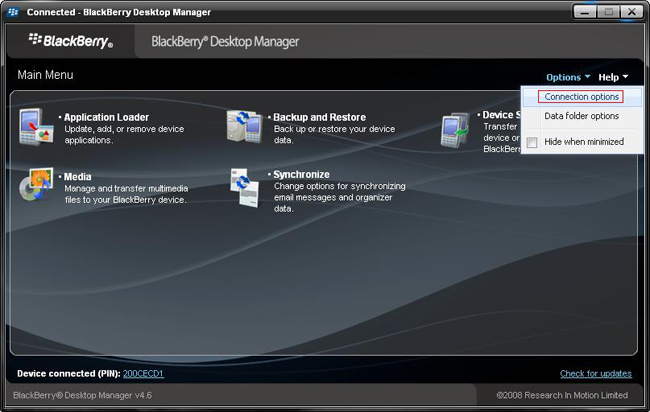 Connected - BlackBerry Desktop Manager
BlackBerry®
BlackBerry® Desktop Manager
Main Menu
Options
Help
Connection options
Data folder options
Hide when minimized
Application Loader
Update, add, or remove device
applications.
Backup and Restore
Back up or restore your device
data.
Device S
Transfer
device or
BlackBerr
Media
Manage and transfer multimedia
files to your BlackBerry device.
Synchronize
Change options for synchronizing
email messages and organizer
data.
Device connected (PIN): 200CECD1
Check for updates
BlackBerry® Desktop Manager v4.6
©2008 Research In Motion Limited